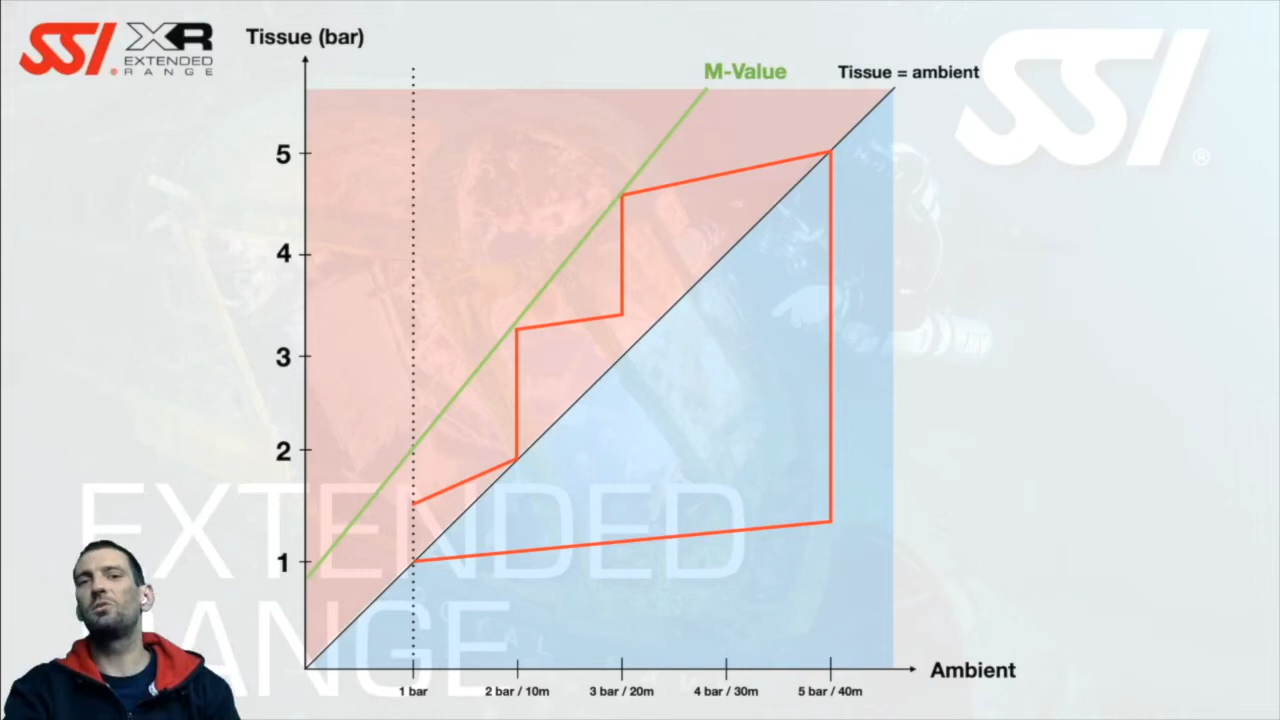 SSI XR
EXTENDED
® RANGE
Tissue (bar)
SSI
®
M-Value
Tissue = ambient
5
4
3
2
1
EXTENDED
RANGE
Ambient
1 bar
2 bar / 10m
3 bar / 20m
4 bar / 30m
5 bar / 40m